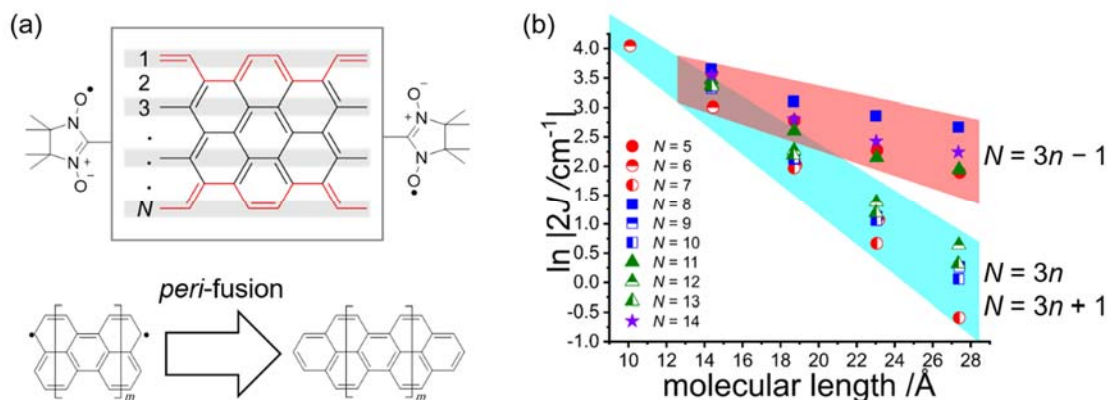 (a)
1
2
3
.
.
.
N
O•
N
+
N
−
O
O
−
N
+
N
O
•
peri-fusion
m
m
(b)
ln |2J /cm⁻¹|
4.0
3.5
3.0
2.5
2.0
1.5
1.0
0.5
0.0
-0.5
-1.0
N = 5
N = 6
N = 7
N = 8
N = 9
N = 10
N = 11
N = 12
N = 13
N = 14
N = 3n − 1
N = 3n
N = 3n + 1
10 12 14 16 18 20 22 24 26 28
molecular length /Å